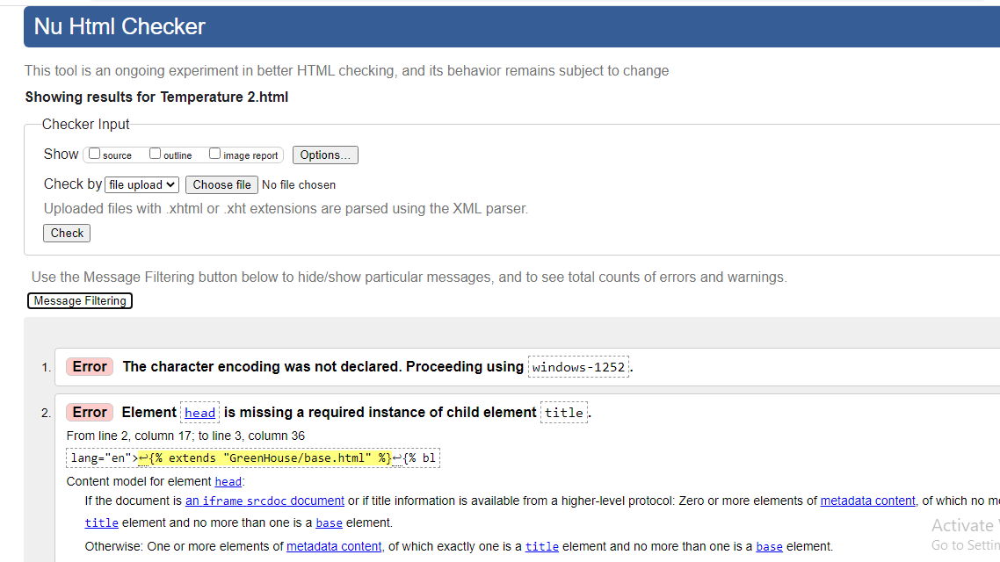 Nu Html Checker
This tool is an ongoing experiment in better HTML checking, and its behavior remains subject to change
Showing results for Temperature 2.html
Checker Input
Show source outline image report Options...
Check by file upload Choose file No file chosen
Uploaded files with .xhtml or .xht extensions are parsed using the XML parser.
Check
Use the Message Filtering button below to hide/show particular messages, and to see total counts of errors and warnings.
Message Filtering
1. Error The character encoding was not declared. Proceeding using windows-1252.
2. Error Element head is missing a required instance of child element title.
From line 2, column 17; to line 3, column 36
lang="en">↩{% extends "GreenHouse/base.html" %}↩{% bl
Content model for element head:
If the document is an iframe srcdoc document or if title information is available from a higher-level protocol: Zero or more elements of metadata content, of which no m
title element and no more than one is a base element.
Activate
Otherwise: One or more elements of metadata content, of which exactly one is a title element and no more than one is a base element.
Go to Settin